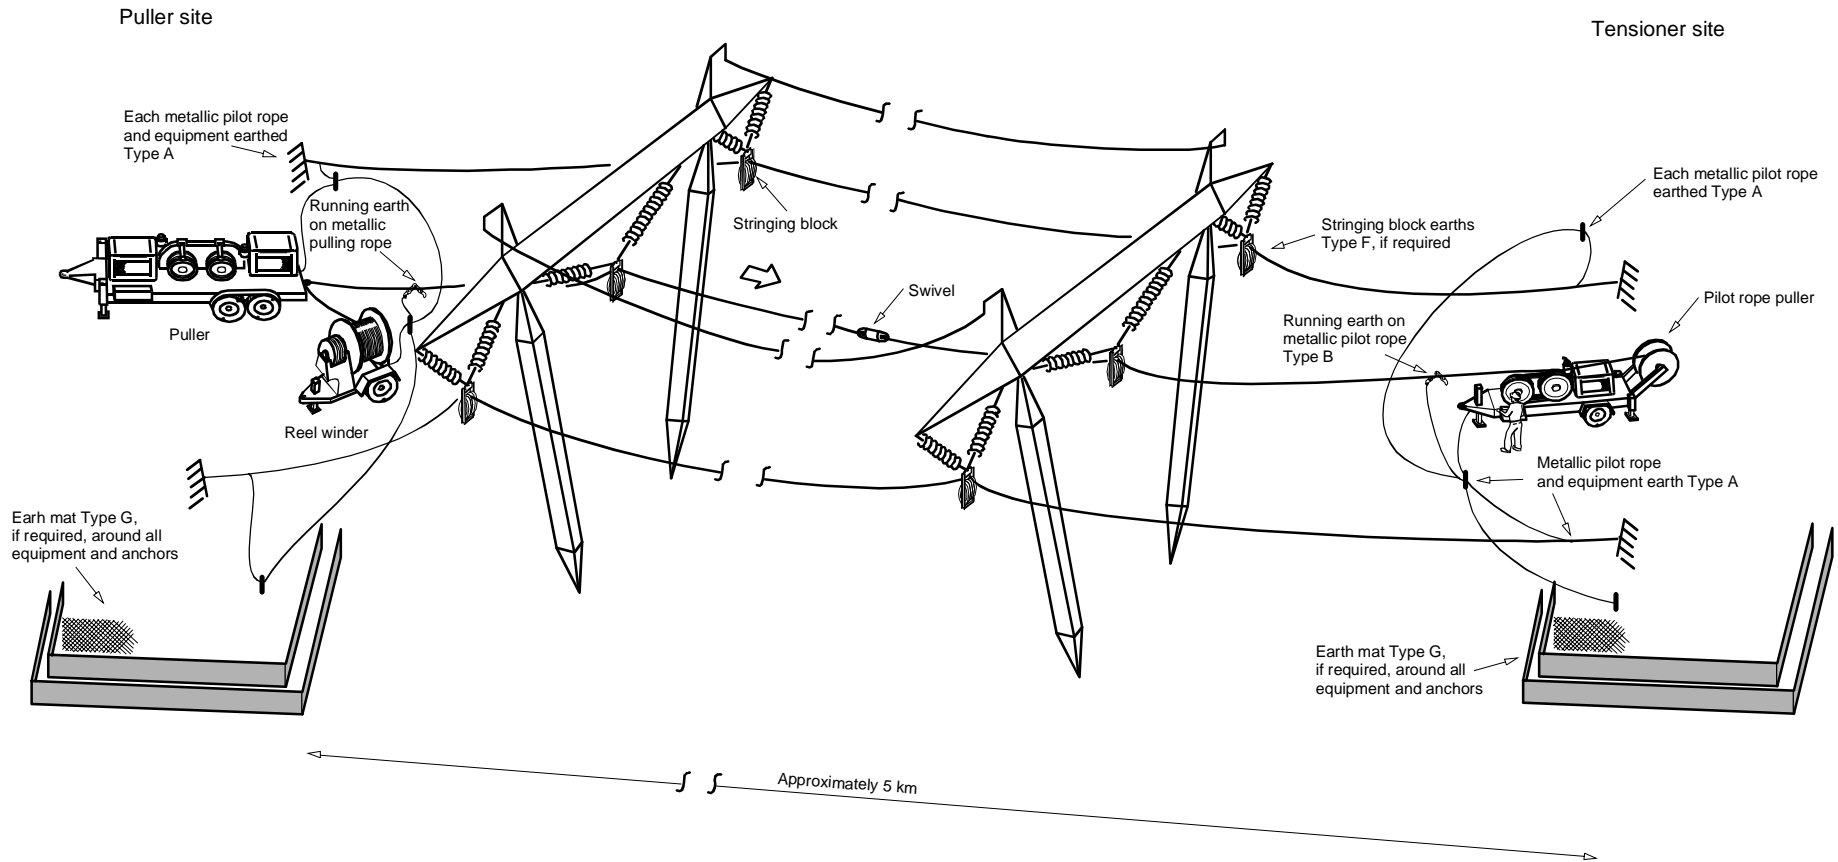 Puller site
Tensioner site
Each metallic pilot rope
and equipment earthed
Type A
Running earth
on metallic
pulling rope
Stringing block
Each metallic pilot rope
earthed Type A
Stringing block earths
Type F, if required
Puller
Swivel
Pilot rope puller
Running earth on
metallic pilot rope
Type B
Reel winder
Metallic pilot rope
and equipment earth Type A
Earh mat Type G,
if required, around all
equipment and anchors
Earth mat Type G,
if required, around all
equipment and anchors
Approximately 5 km